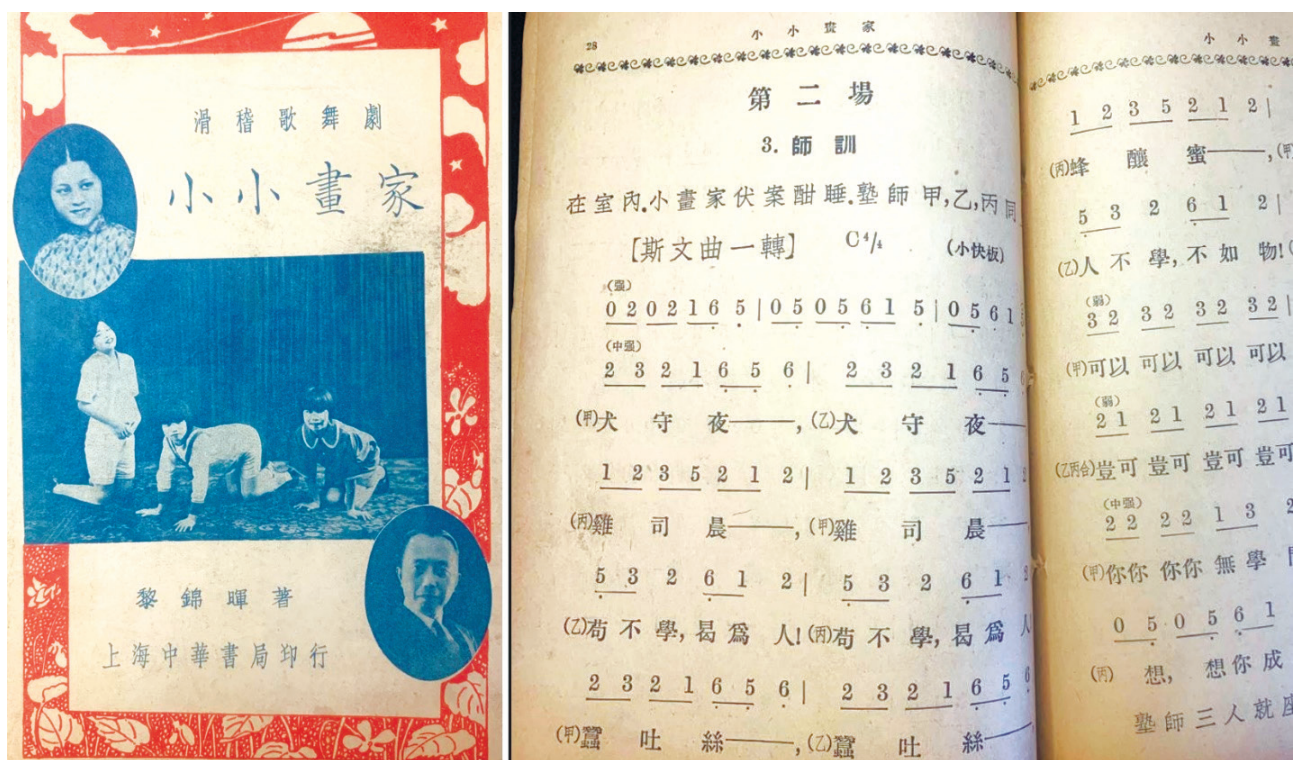 滑稽歌舞劇
小小畫家
黎錦暉著
上海中華書局印行
28
小小畫家
第二場
3. 師訓
在室內.小畫家伏案酣睡.塾師甲,乙,丙同
【斯文曲一轉】 C 4/4 (小快板)
(强)
0 2 0 2 1 6 5 | 0 5 0 5 6 1 5 | 0 5 6 1
(中强)
2 3 2 1 6 5 6 | 2 3 2 1 6 5 6
(甲)犬守夜——, (乙)犬守夜——
1 2 3 5 2 1 2 | 1 2 3 5 2 1 2
(丙)雞司晨——, (甲)雞司晨——
5 3 2 6 1 2 | 5 3 2 6 1 2
(乙)苟不學,曷爲人! (丙)苟不學,曷爲人
2 3 2 1 6 5 6 | 2 3 2 1 6 5 6
(甲)蠶吐絲——, (乙)蠶吐絲——
小小畫
1 2 3 5 2 1 2 |
(丙)蜂釀蜜——, (甲)
5 3 2 6 1 2 |
(乙)人不學,不如物! (
(弱)
3 2 3 2 3 2 3 2 |
(甲)可以 可以 可以 可以
(弱)
2 1 2 1 2 1 2 1
(乙丙合)豈可 豈可 豈可 豈可
(中强)
2 2 2 2 1 3 2
(甲)你你 你你 無學
0 5 0 5 6 1
(丙) 想, 想你成
塾師三人就座